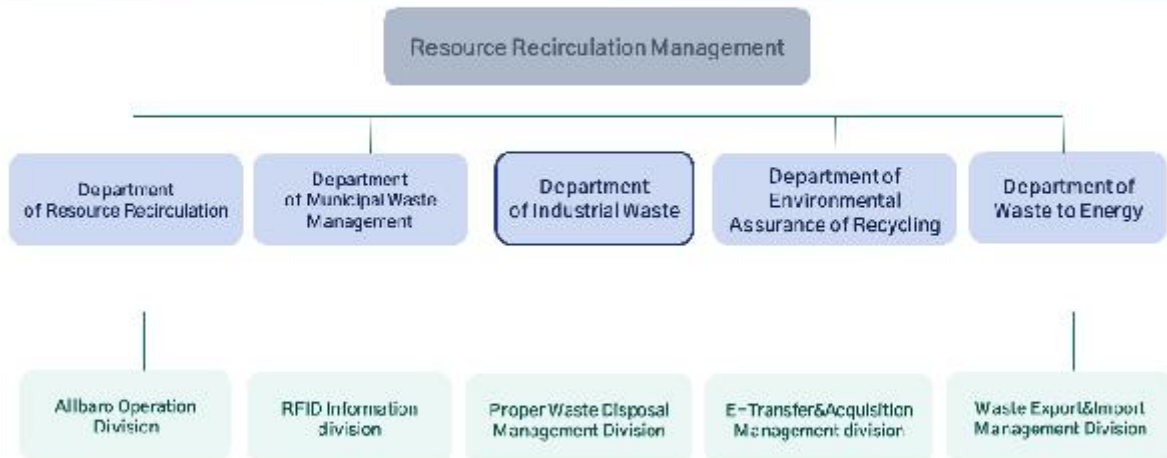 Resource Recirculation Management
Department
of Resource Recirculation
Department
of Municipal Waste
Management
Department
of Industrial Waste
Department of
Environmental
Assurance of Recycling
Department of
Waste to Energy
Allbaro Operation
Division
RFID Information
division
Proper Waste Disposal
Management Division
E-Transfer&Acquisition
Management division
Waste Export&Import
Management Division